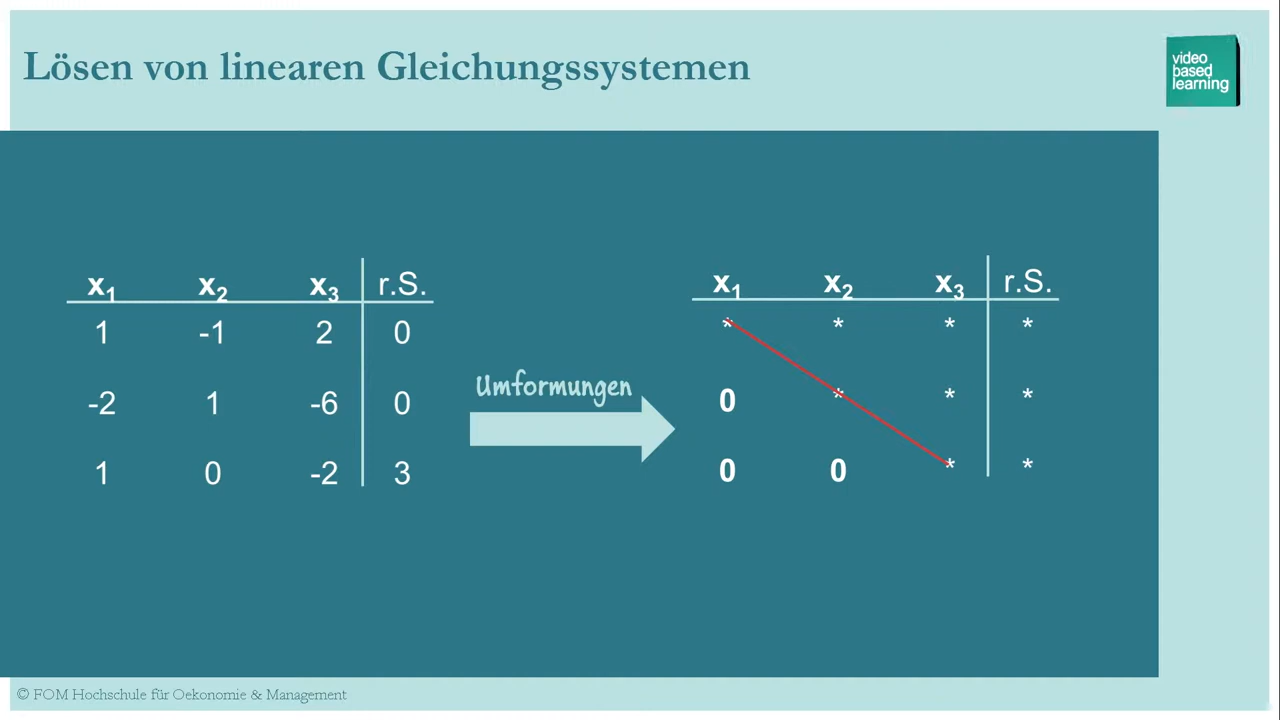 Lösen von linearen Gleichungssystemen
video
based
learning
x1 x2 x3 r.S.
1 -1 2 0
-2 1 -6 0
1 0 -2 3
Umformungen
x1 x2 x3 r.S.
* * * *
0 * * *
0 0 * *
© FOM Hochschule für Oekonomie & Management